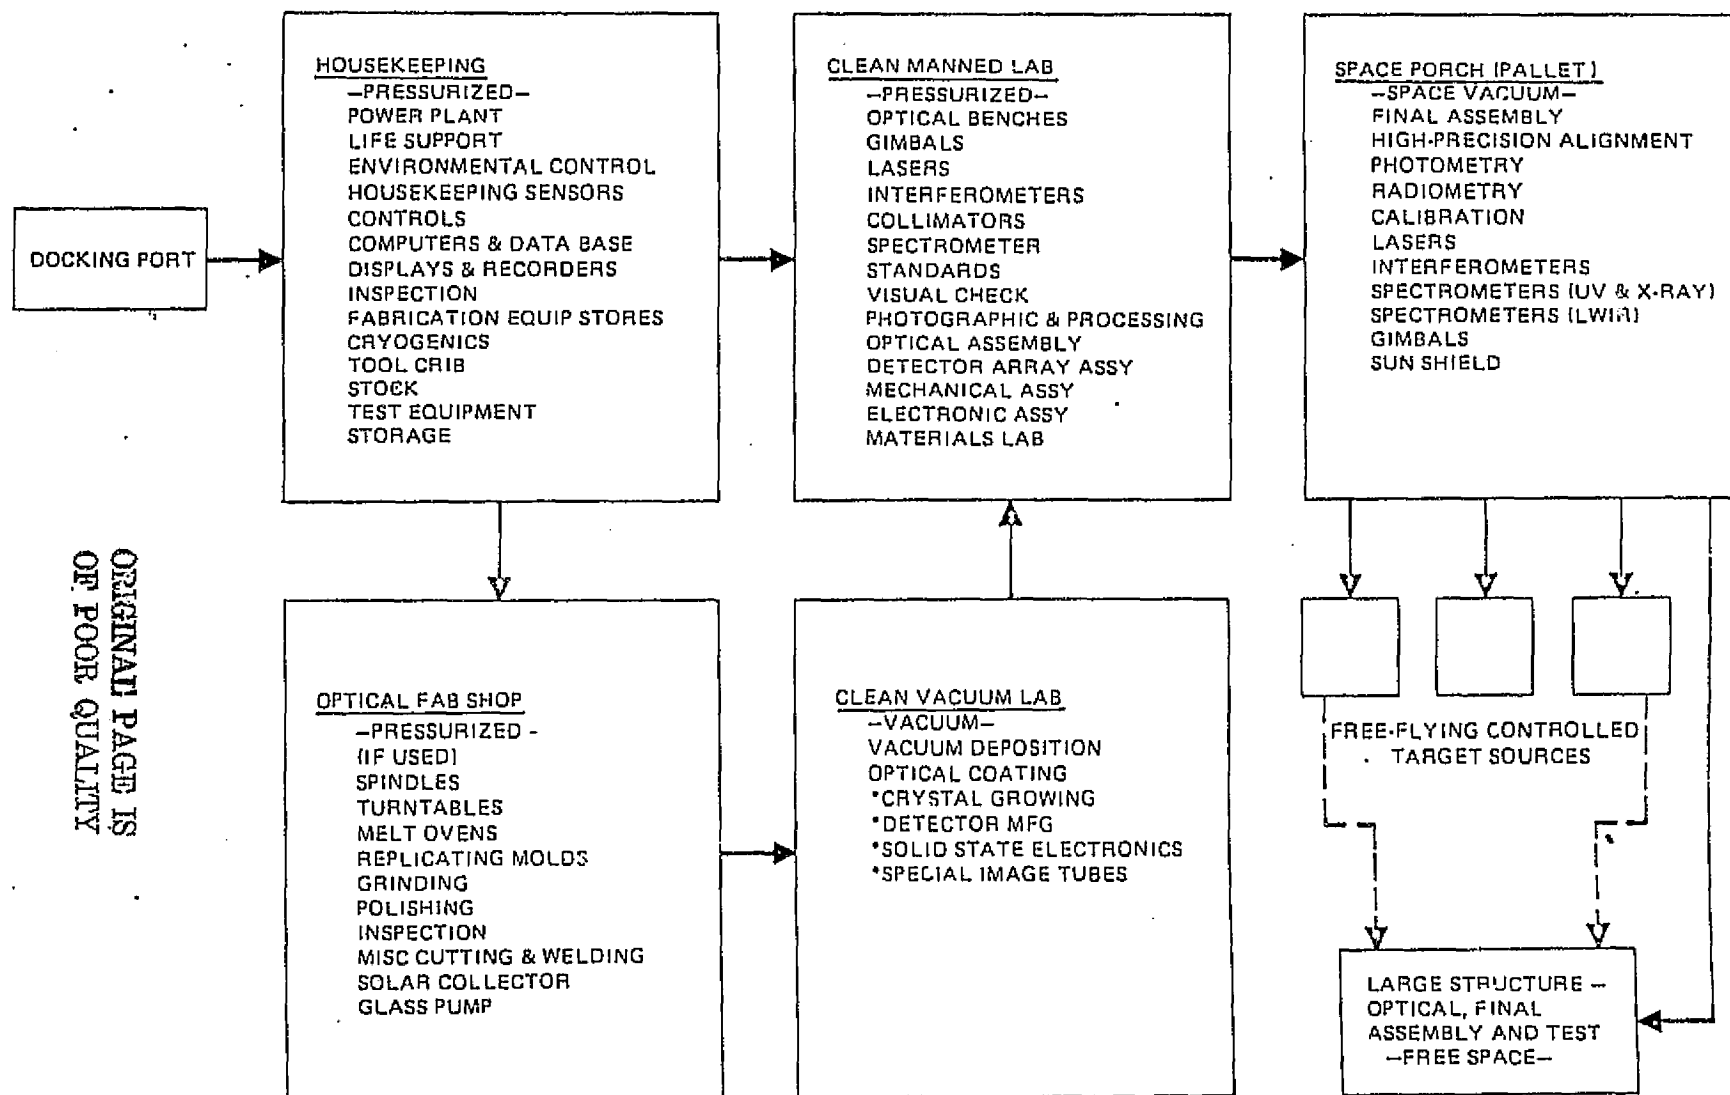 DOCKING PORT
HOUSEKEEPING
—PRESSURIZED—
POWER PLANT
LIFE SUPPORT
ENVIRONMENTAL CONTROL
HOUSEKEEPING SENSORS
CONTROLS
COMPUTERS & DATA BASE
DISPLAYS & RECORDERS
INSPECTION
FABRICATION EQUIP STORES
CRYOGENICS
TOOL CRIB
STOCK
TEST EQUIPMENT
STORAGE
CLEAN MANNED LAB
—PRESSURIZED—
OPTICAL BENCHES
GIMBALS
LASERS
INTERFEROMETERS
COLLIMATORS
SPECTROMETER
STANDARDS
VISUAL CHECK
PHOTOGRAPHIC & PROCESSING
OPTICAL ASSEMBLY
DETECTOR ARRAY ASSY
MECHANICAL ASSY
ELECTRONIC ASSY
MATERIALS LAB
SPACE PORCH (PALLET)
—SPACE VACUUM—
FINAL ASSEMBLY
HIGH-PRECISION ALIGNMENT
PHOTOMETRY
RADIOMETRY
CALIBRATION
LASERS
INTERFEROMETERS
SPECTROMETERS (UV & X-RAY)
SPECTROMETERS (LWIR)
GIMBALS
SUN SHIELD
ORIGINAL PAGE IS
OF POOR QUALITY
OPTICAL FAB SHOP
—PRESSURIZED -
(IF USED)
SPINDLES
TURNTABLES
MELT OVENS
REPLICATING MOLDS
GRINDING
POLISHING
INSPECTION
MISC CUTTING & WELDING
SOLAR COLLECTOR
GLASS PUMP
CLEAN VACUUM LAB
—VACUUM—
VACUUM DEPOSITION
OPTICAL COATING
*CRYSTAL GROWING
*DETECTOR MFG
*SOLID STATE ELECTRONICS
*SPECIAL IMAGE TUBES
FREE-FLYING CONTROLLED
TARGET SOURCES
LARGE STRUCTURE —
OPTICAL, FINAL
ASSEMBLY AND TEST
—FREE SPACE—